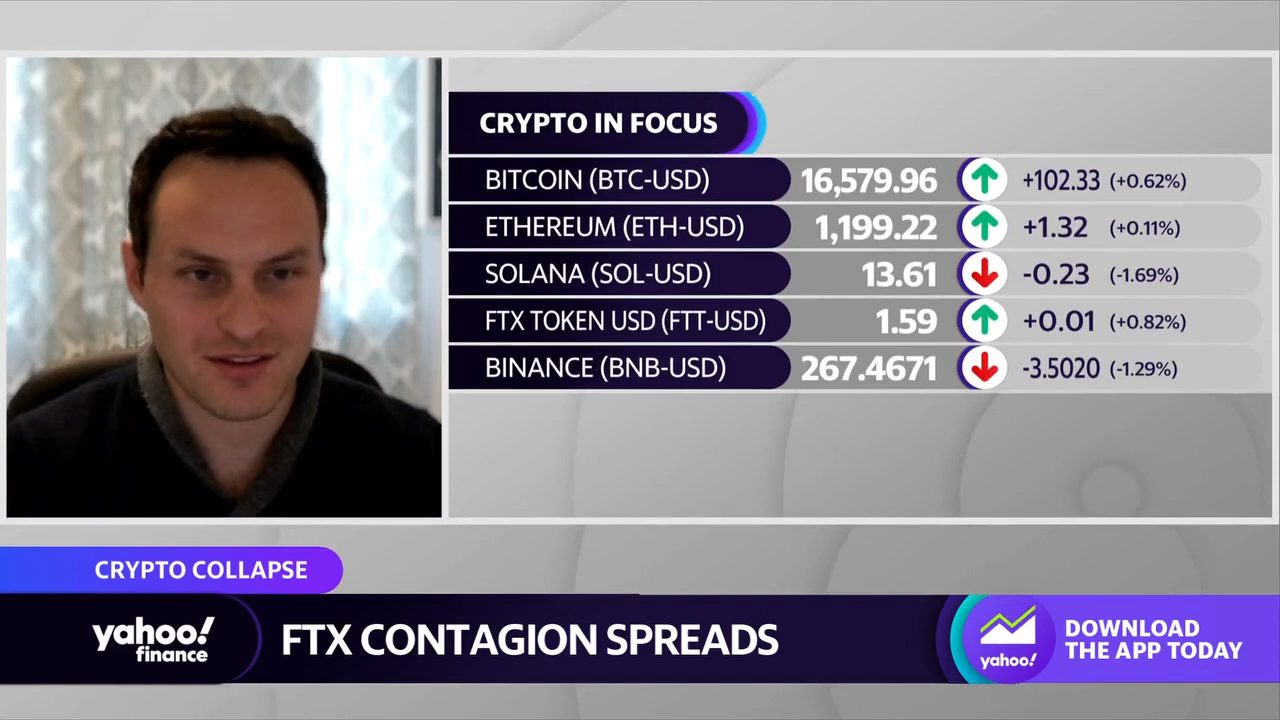 CRYPTO IN FOCUS
BITCOIN (BTC-USD) 16,579.96 +102.33 (+0.62%)
ETHEREUM (ETH-USD) 1,199.22 +1.32 (+0.11%)
SOLANA (SOL-USD) 13.61 -0.23 (-1.69%)
FTX TOKEN USD (FTT-USD) 1.59 +0.01 (+0.82%)
BINANCE (BNB-USD) 267.4671 -3.5020 (-1.29%)
CRYPTO COLLAPSE
yahoo!
finance
FTX CONTAGION SPREADS
yahoo!
DOWNLOAD
THE APP TODAY